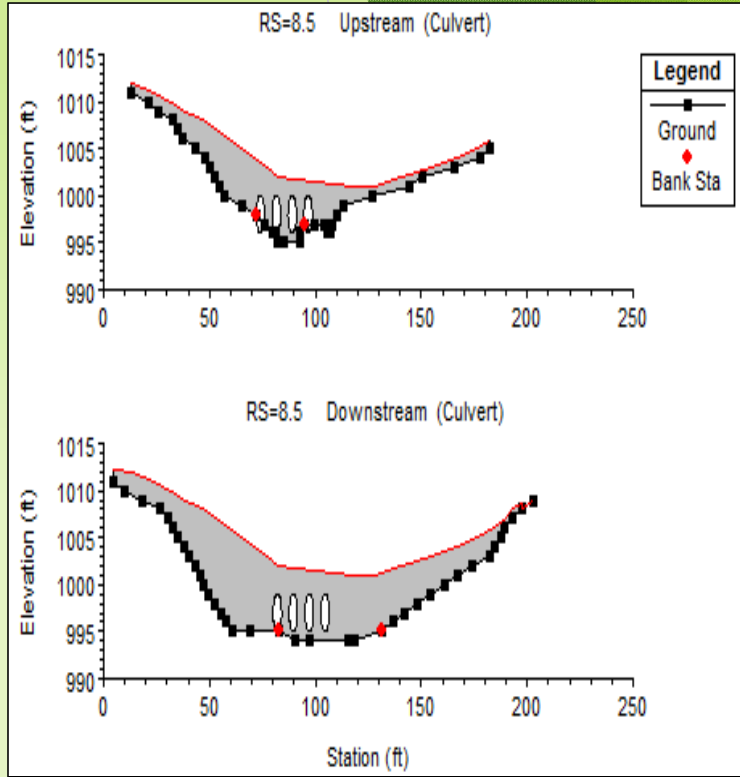 RS=8.5 Upstream (Culvert)
Elevation (ft)
1015
1010
1005
1000
995
990
0 50 100 150 200 250
Legend
Ground
Bank Sta
RS=8.5 Downstream (Culvert)
Elevation (ft)
1015
1010
1005
1000
995
990
0 50 100 150 200 250
Station (ft)